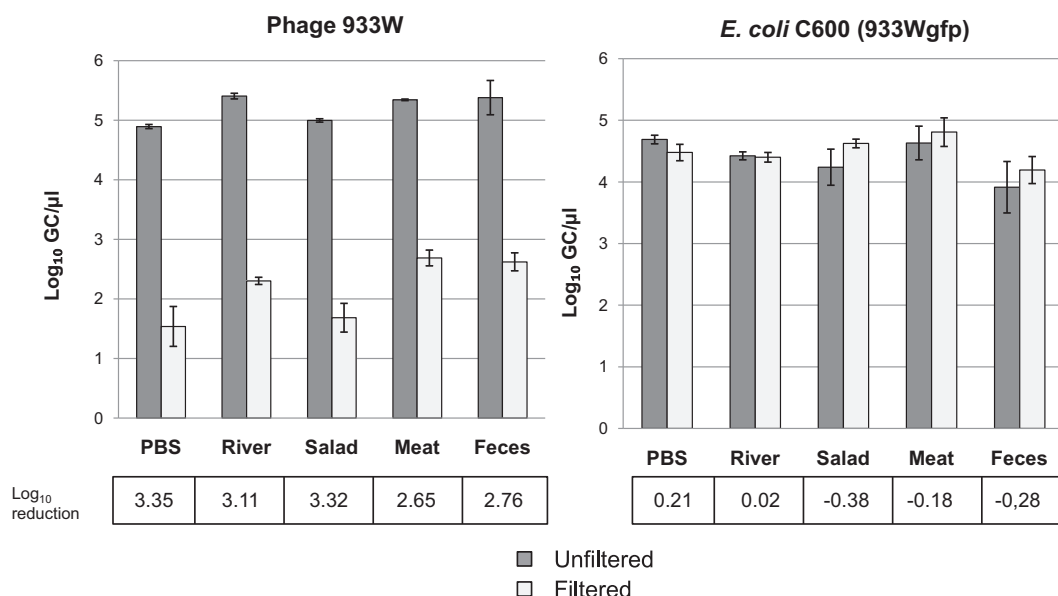 Phage 933W
Log₁₀ GC/µl
6
5
4
3
2
1
0
PBS River Salad Meat Feces
Log₁₀
reduction
3.35 3.11 3.32 2.65 2.76
E. coli C600 (933Wgfp)
Log₁₀ GC/µl
6
5
4
3
2
1
0
PBS River Salad Meat Feces
0.21 0.02 -0.38 -0.18 -0,28
Unfiltered
Filtered